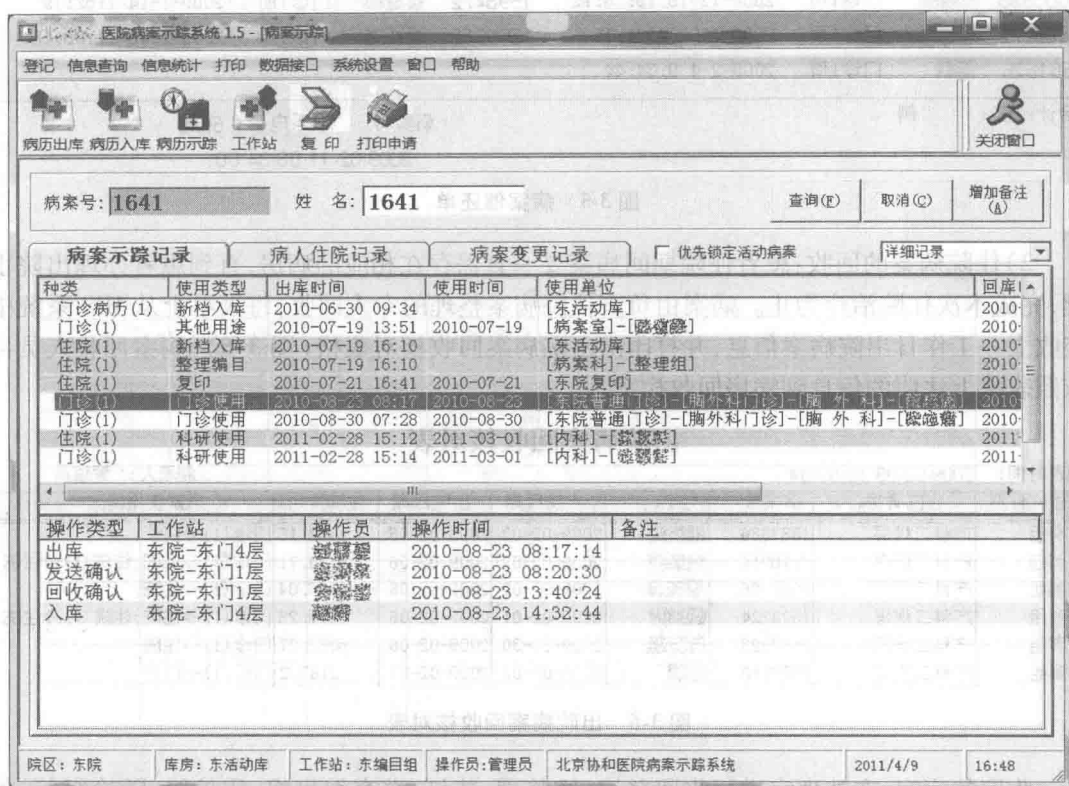 医院病案示踪系统 1.5 - [病案示踪]
登记 信息查询 信息统计 打印 数据接口 系统设置 窗口 帮助
病历出库 病历入库 病历示踪 工作站 复 印 打印申请 关闭窗口
病案号: 1641 姓 名: 1641 查询(F) 取消(C) 增加备注(A)
病案示踪记录 病人住院记录 病案变更记录 优先锁定活动病案 详细记录
种类 使用类型 出库时间 使用时间 使用单位 回库
门诊病历(1) 新档入库 2010-06-30 09:34 [东活动库] 2010-
门诊(1) 其他用途 2010-07-19 13:51 2010-07-19 [病案室]-[ ] 2010-
住院(1) 新档入库 2010-07-19 16:10 [东活动库] 2010-
住院(1) 整理编目 2010-07-19 16:10 [病案科]-[整理组] 2010-
住院(1) 复印 2010-07-21 16:41 2010-07-21 [东院复印] 2010-
门诊(1) 门诊使用 2010-08-23 08:17 2010-08-23 [东院普通门诊]-[胸外科门诊]-[胸 外 科]-[ ] 2010-
门诊(1) 门诊使用 2010-08-30 07:28 2010-08-30 [东院普通门诊]-[胸外科门诊]-[胸 外 科]-[ ] 2010-
住院(1) 科研使用 2011-02-28 15:12 2011-03-01 [内科]-[ ] 2011-
门诊(1) 科研使用 2011-02-28 15:14 2011-03-01 [内科]-[ ] 2011-
操作类型 工作站 操作员 操作时间 备注
出库 东院-东门4层 2010-08-23 08:17:14
发送确认 东院-东门1层 2010-08-23 08:20:30
回收确认 东院-东门1层 2010-08-23 13:40:24
入库 东院-东门4层 2010-08-23 14:32:44
院区: 东院 库房: 东活动库 工作站: 东编目组 操作员:管理员 北京协和医院病案示踪系统 2011/4/9 16:48